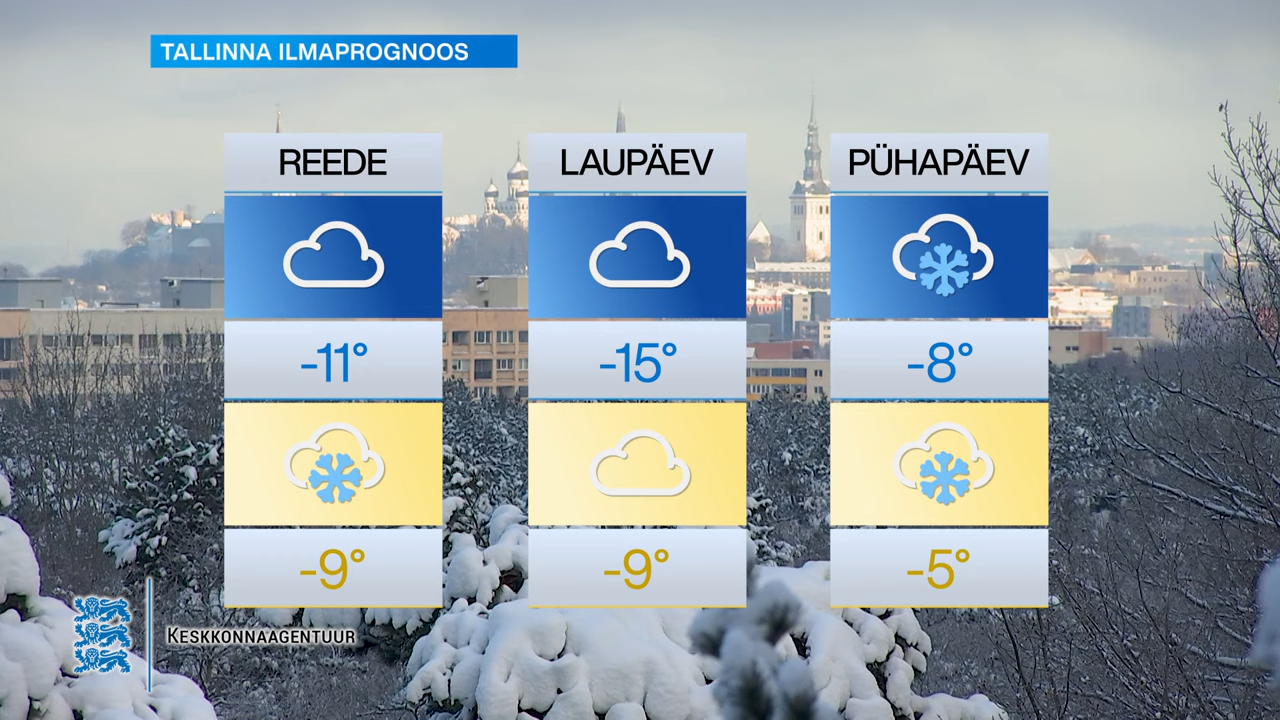 TALLINNA ILMAPROGNOOS
REEDE
-11°
-9°
LAUPÄEV
-15°
-9°
PÜHAPÄEV
-8°
-5°
KESKKONNAAGENTUUR